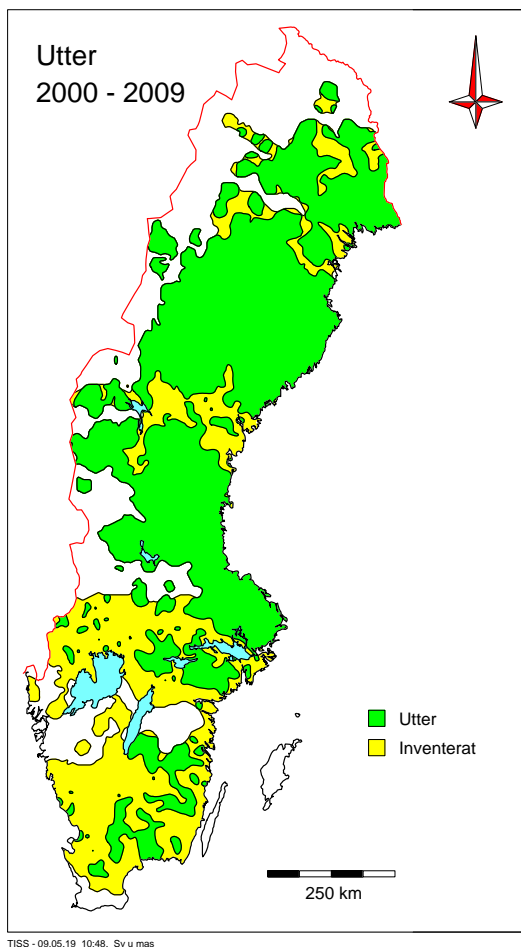 Utter
2000 - 2009
Utter
Inventerat
250 km
TISS - 09.05.19 10:48, Sv u mas